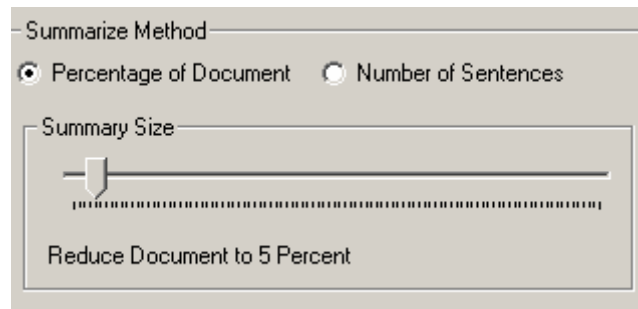 Summarize Method
Percentage of Document Number of Sentences
Summary Size
Reduce Document to 5 Percent